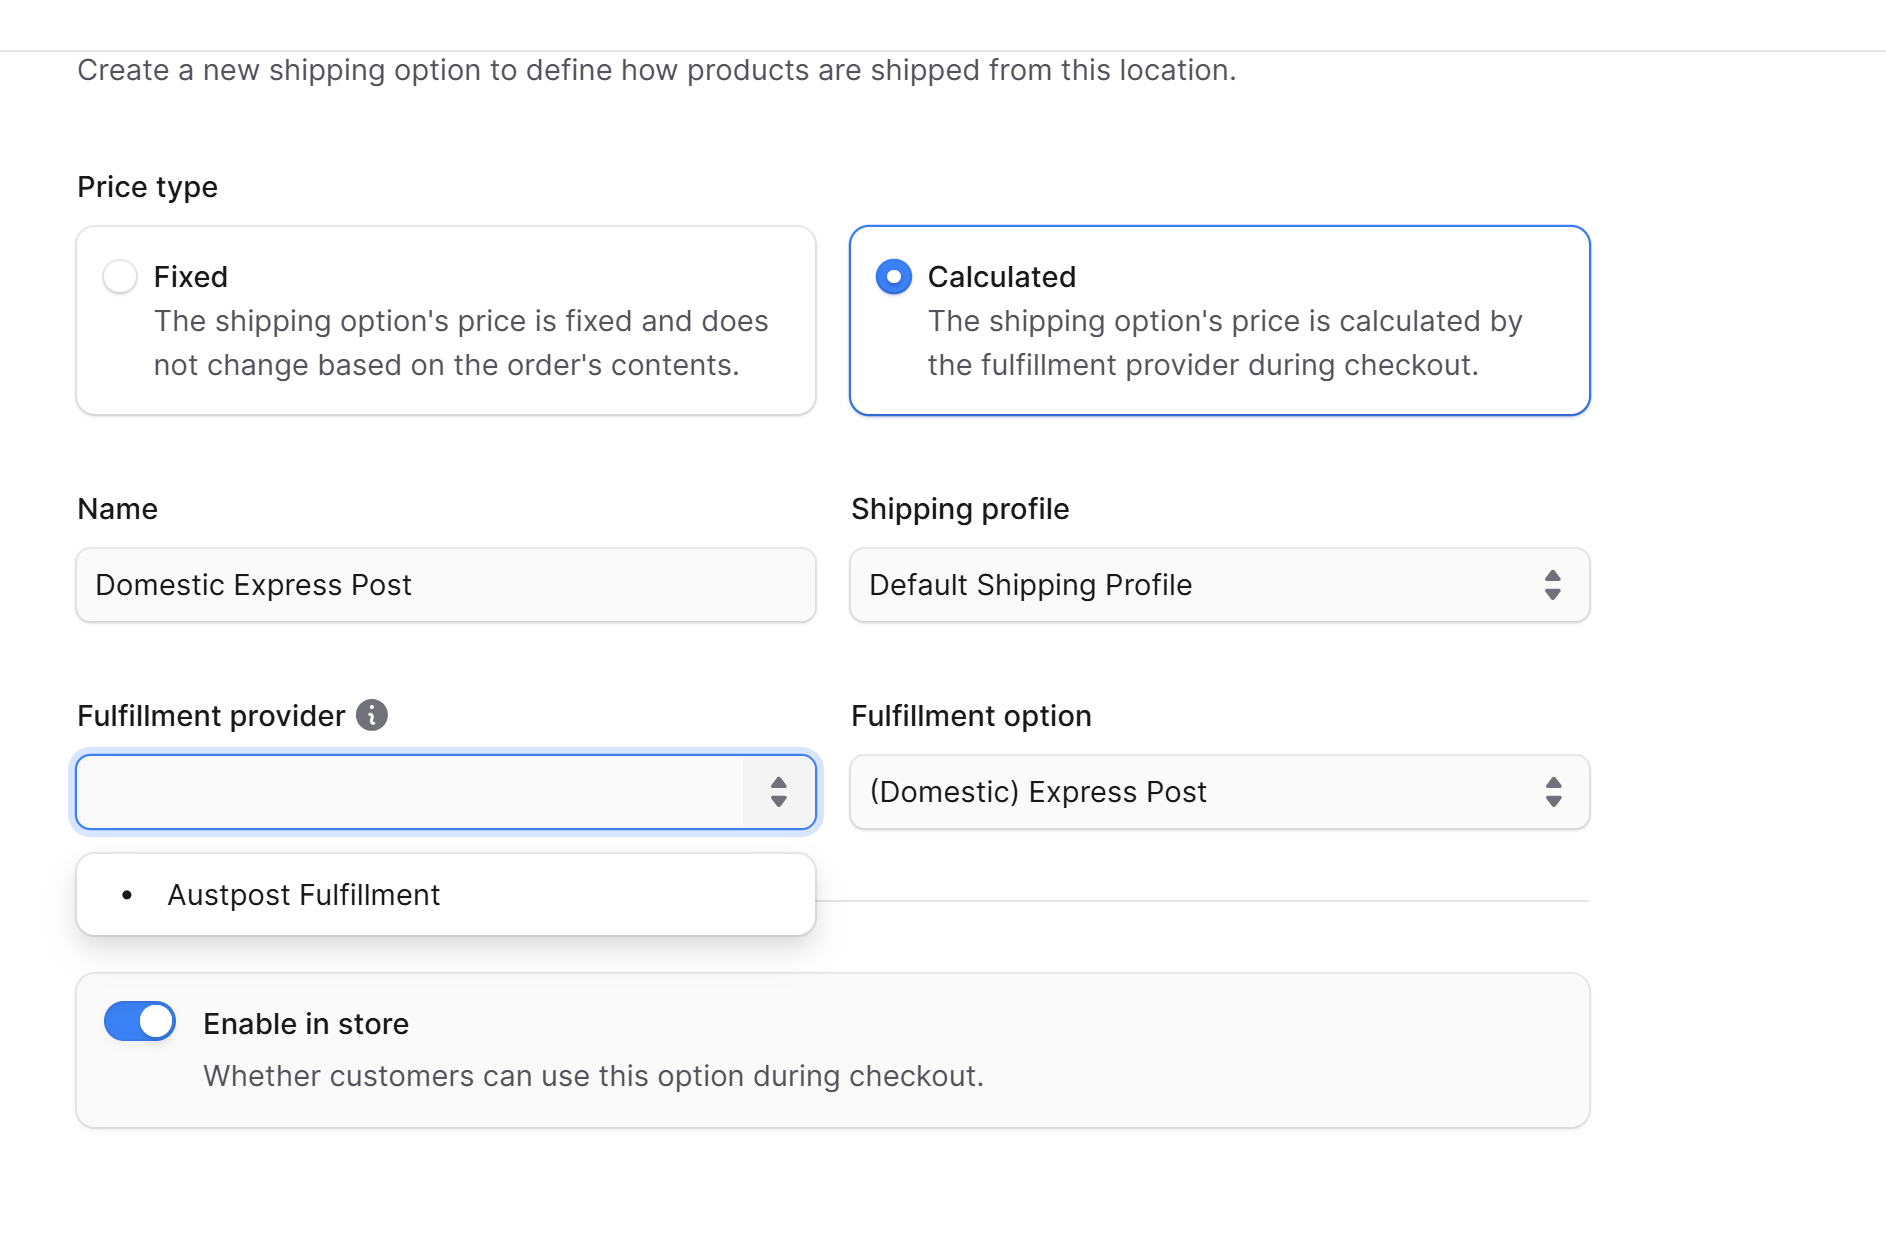 Create a new shipping option to define how products are shipped from this location.
Price type
Fixed
The shipping option's price is fixed and does
not change based on the order's contents.
Calculated
The shipping option's price is calculated by
the fulfillment provider during checkout.
Name
Shipping profile
Domestic Express Post
Default Shipping Profile
Fulfillment provider
Fulfillment option
(Domestic) Express Post
• Austpost Fulfillment
Enable in store
Whether customers can use this option during checkout.